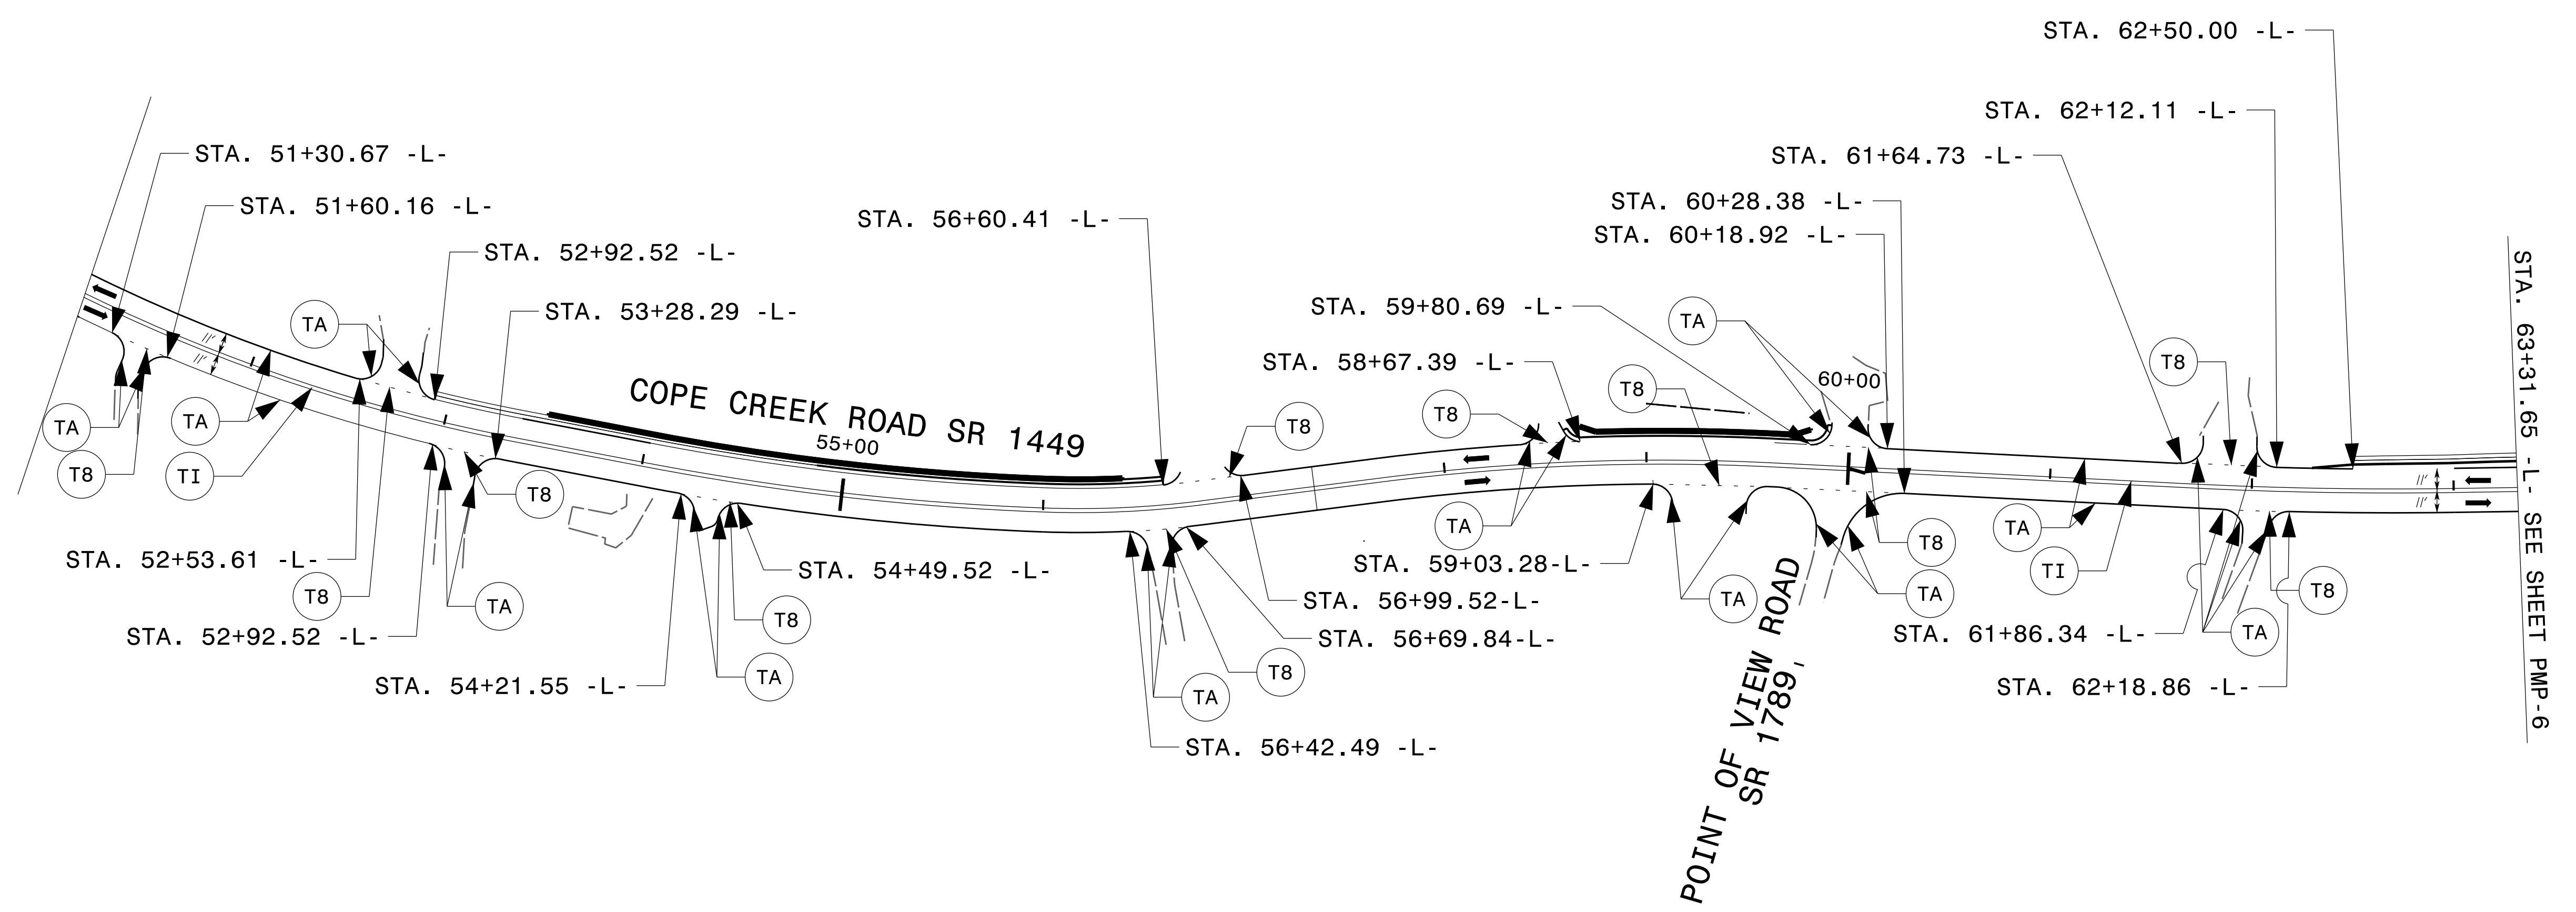 STA. 62+50.00 -L-
STA. 62+12.11 -L-
STA. 51+30.67 -L-
STA. 61+64.73 -L-
STA. 51+60.16 -L-
STA. 60+28.38 -L-
STA. 56+60.41 -L-
STA. 60+18.92 -L-
STA. 52+92.52 -L-
STA. 53+28.29 -L-
STA. 59+80.69 -L-
TA
TA
STA. 58+67.39 -L-
T8
60+00
T8
COPE CREEK ROAD SR 1449
55+00
T8
T8
TA
TA
T8
TI
T8
TA
TA
T8
STA. 52+53.61 -L-
STA. 54+49.52 -L-
STA. 59+03.28-L-
TI
T8
TA
STA. 56+99.52-L-
TA
TA
T8
T8
STA. 52+92.52 -L-
STA. 56+69.84-L-
STA. 61+86.34 -L-
TA
TA
T8
STA. 54+21.55 -L-
TA
STA. 62+18.86 -L-
STA. 56+42.49 -L-
POINT OF VIEW ROAD
SR 1789
STA. 63+31.65 -L- SEE SHEET PMP-6